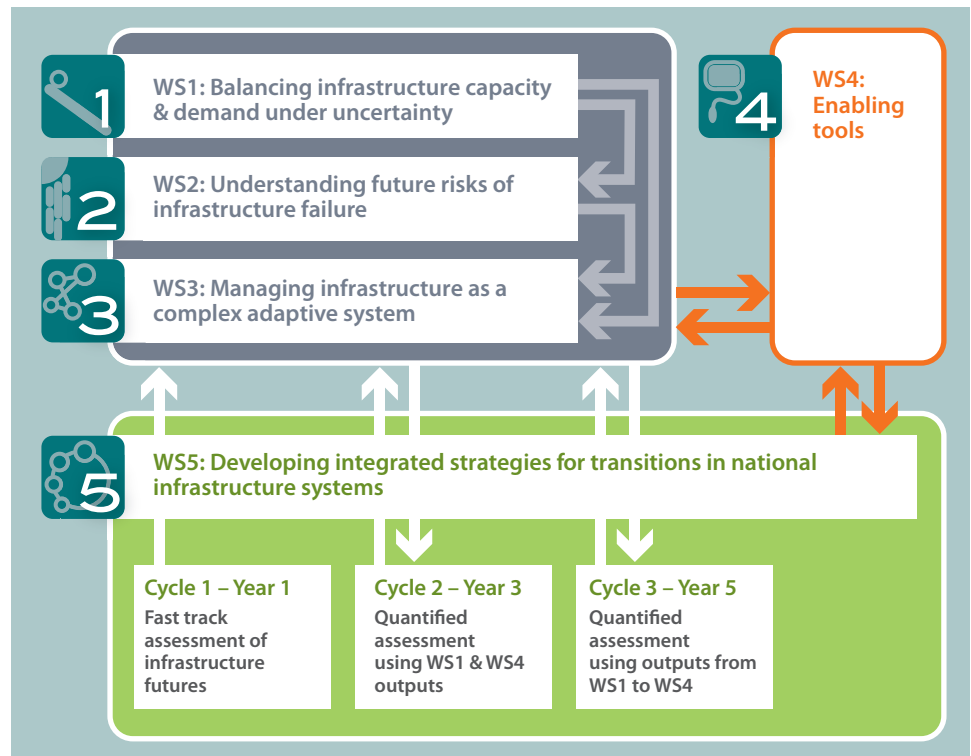 1
WS1: Balancing infrastructure capacity
& demand under uncertainty
2
WS2: Understanding future risks of
infrastructure failure
3
WS3: Managing infrastructure as a
complex adaptive system
4
WS4:
Enabling
tools
5
WS5: Developing integrated strategies for transitions in national
infrastructure systems
Cycle 1 – Year 1
Fast track
assessment of
infrastructure
futures
Cycle 2 – Year 3
Quantified
assessment
using WS1 & WS4
outputs
Cycle 3 – Year 5
Quantified
assessment
using outputs from
WS1 to WS4